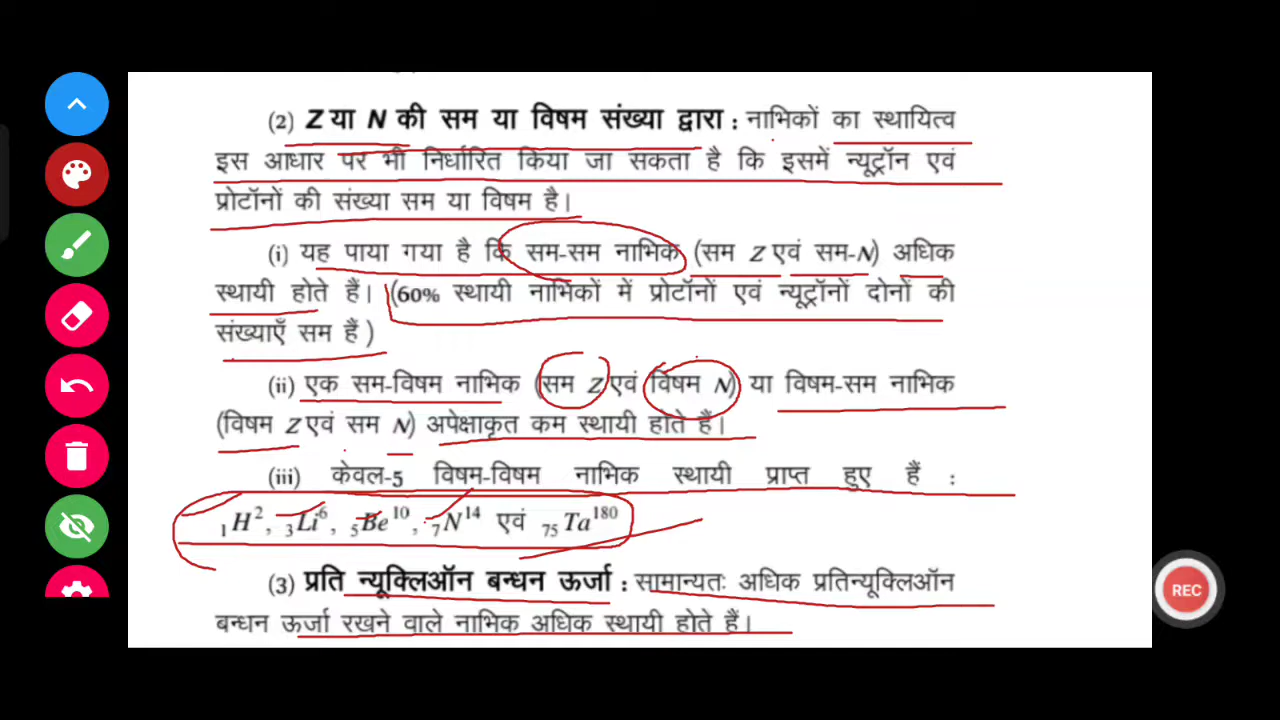 (2) Z या N की सम या विषम संख्या द्वारा : नाभिकों का स्थायित्व
इस आधार पर भी निर्धारित किया जा सकता है कि इसमें न्यूट्रॉन एवं
प्रोटॉनों की संख्या सम या विषम है।
(i) यह पाया गया है कि सम-सम नाभिक (सम Z एवं सम-N) अधिक
स्थायी होते हैं। (60% स्थायी नाभिकों में प्रोटॉनों एवं न्यूट्रॉनों दोनों की
संख्याएँ सम हैं)
(ii) एक सम-विषम नाभिक (सम Z एवं विषम N) या विषम-सम नाभिक
(विषम Z एवं सम N) अपेक्षाकृत कम स्थायी होते हैं।
(iii) केवल-5 विषम-विषम नाभिक स्थायी प्राप्त हुए हैं :
₁H², ₃Li⁶, ₅Be¹⁰, ₇N¹⁴ एवं ₇₅Ta¹⁸⁰
(3) प्रति न्यूक्लिऑन बन्धन ऊर्जा : सामान्यतः अधिक प्रतिन्यूक्लिऑन
बन्धन ऊर्जा रखने वाले नाभिक अधिक स्थायी होते हैं।
REC